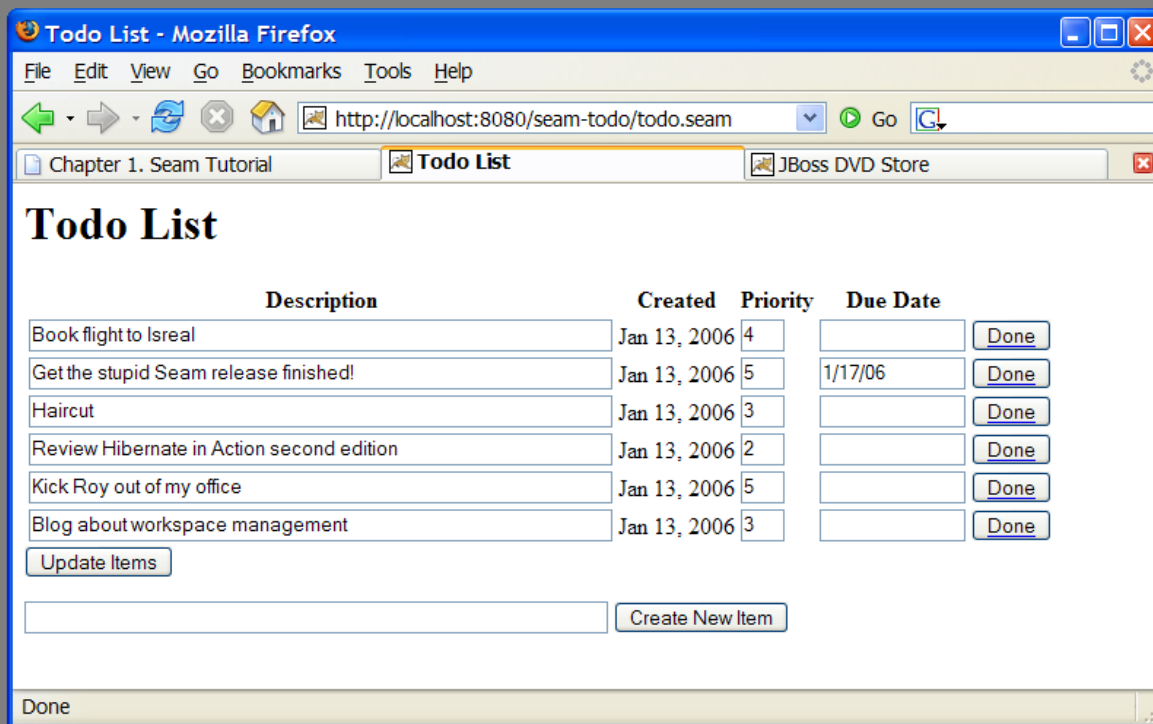 Todo List - Mozilla Firefox
File Edit View Go Bookmarks Tools Help
http://localhost:8080/seam-todo/todo.seam Go G
Chapter 1. Seam Tutorial Todo List JBoss DVD Store
Todo List
Description Created Priority Due Date
Book flight to Isreal Jan 13, 2006 4 Done
Get the stupid Seam release finished! Jan 13, 2006 5 1/17/06 Done
Haircut Jan 13, 2006 3 Done
Review Hibernate in Action second edition Jan 13, 2006 2 Done
Kick Roy out of my office Jan 13, 2006 5 Done
Blog about workspace management Jan 13, 2006 3 Done
Update Items
Create New Item
Done